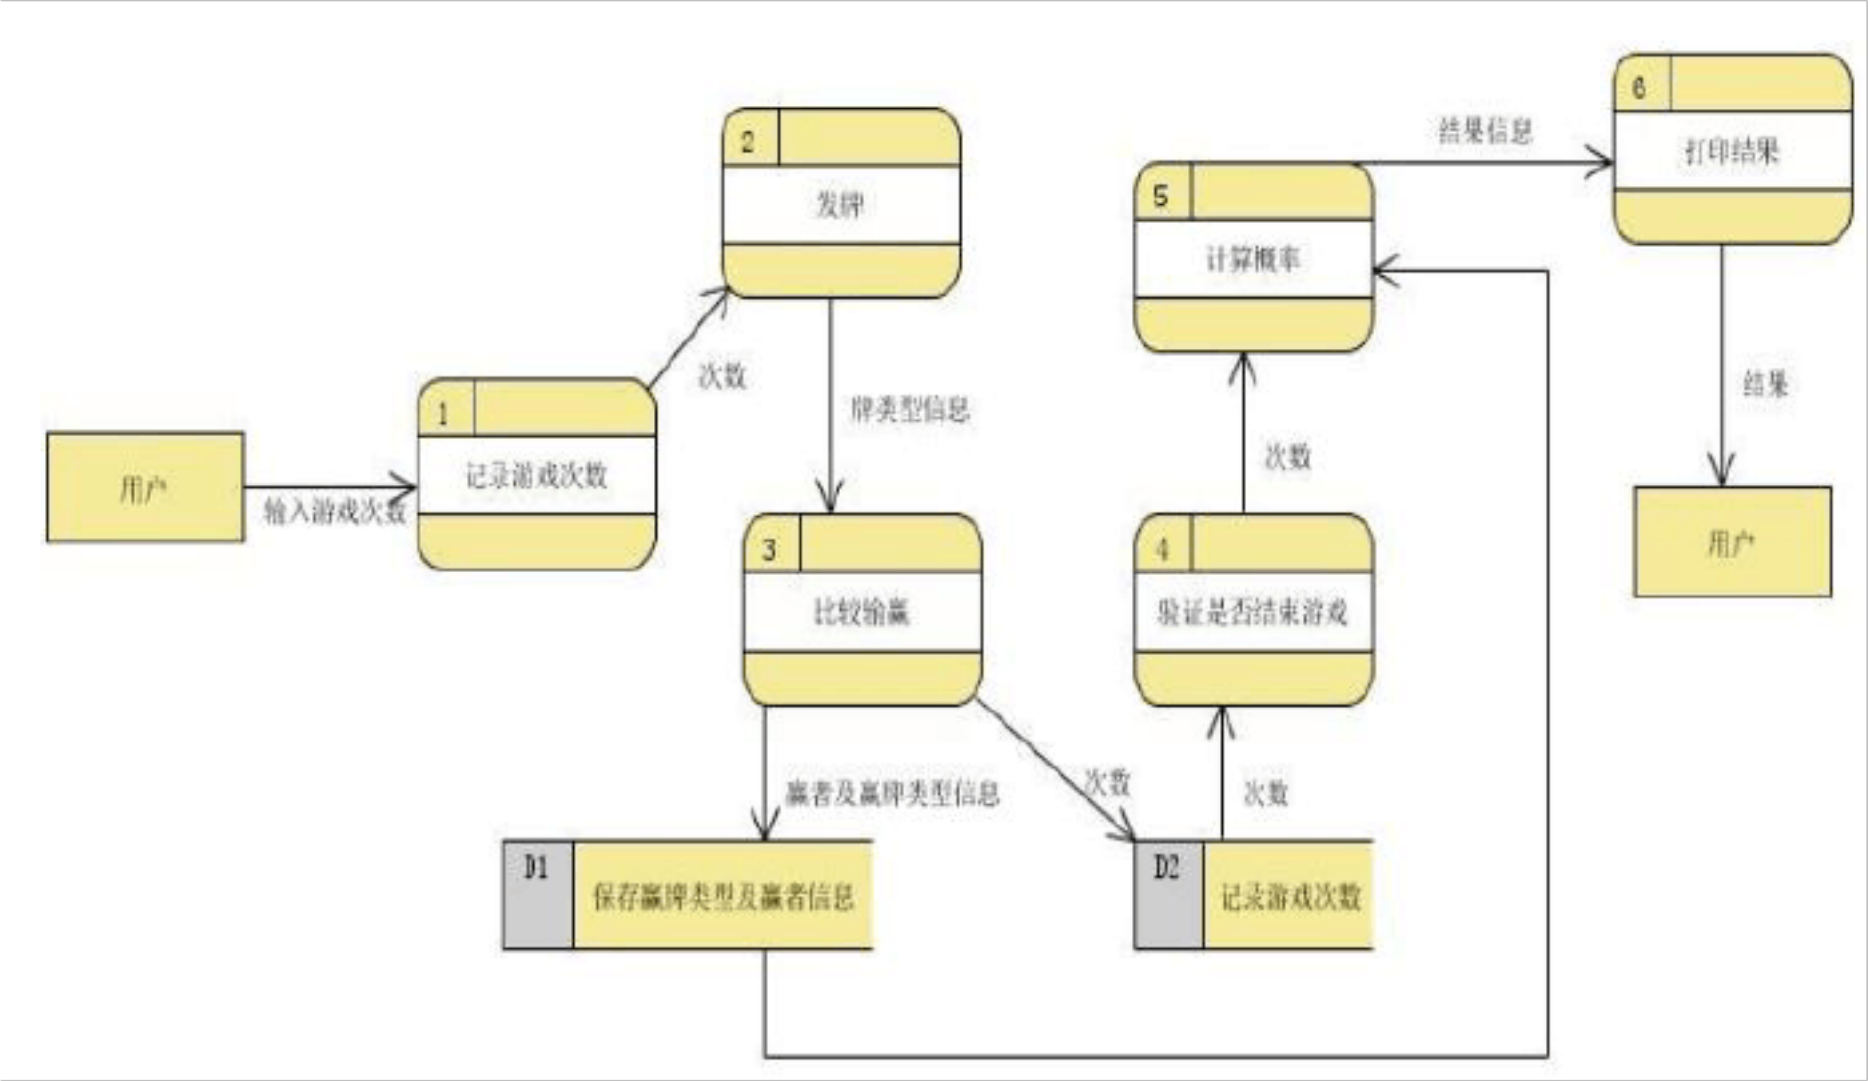 6
结果信息
打印结果
2
发牌
5
计算概率
次数
结果
1
牌类型信息
用户
记录游戏次数
输入游戏次数
次数
3
4
用户
比较输赢
验证是否结束游戏
赢者及赢牌类型信息
次数
次数
D1
保存赢牌类型及赢者信息
D2
记录游戏次数